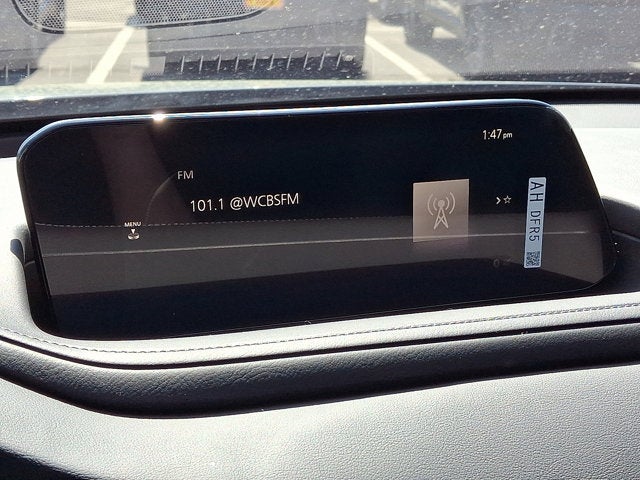 1:47pm
FM
101.1 @WCBSFM
MENU
AH DFR5